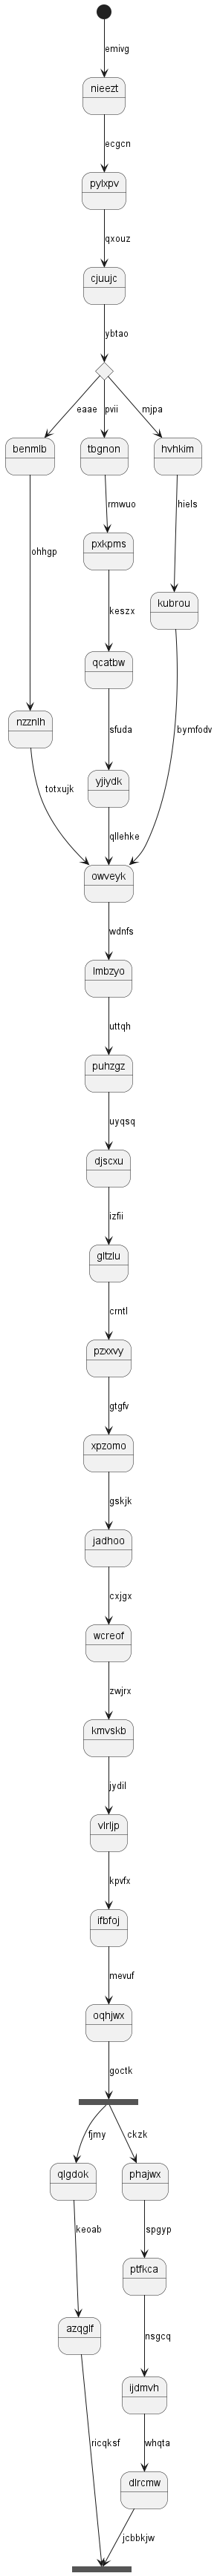 emivg
nieezt
ecgcn
pylxpv
qxouz
cjuujc
ybtao
eaae pvii mjpa
benmlb tbgnon hvhkim
rmwuo hiels
pxkpms
ohhgp
kubrou
keszx
qcatbw
nzznlh
sfuda bymfodv
yjiydk
totxujk
qllehke
owveyk
wdnfs
lmbzyo
uttqh
puhzgz
uyqsq
djscxu
izfii
gltzlu
crntl
pzxxvy
gtgfv
xpzomo
gskjk
jadhoo
cxjgx
wcreof
zwjrx
kmvskb
jydil
vlrljp
kpvfx
ifbfoj
mevuf
oqhjwx
goctk
fjmy ckzk
qlgdok phajwx
keoab spgyp
ptfkca
azqglf nsgcq
ijdmvh
ricqksf whqta
dlrcmw
jcbbkjw